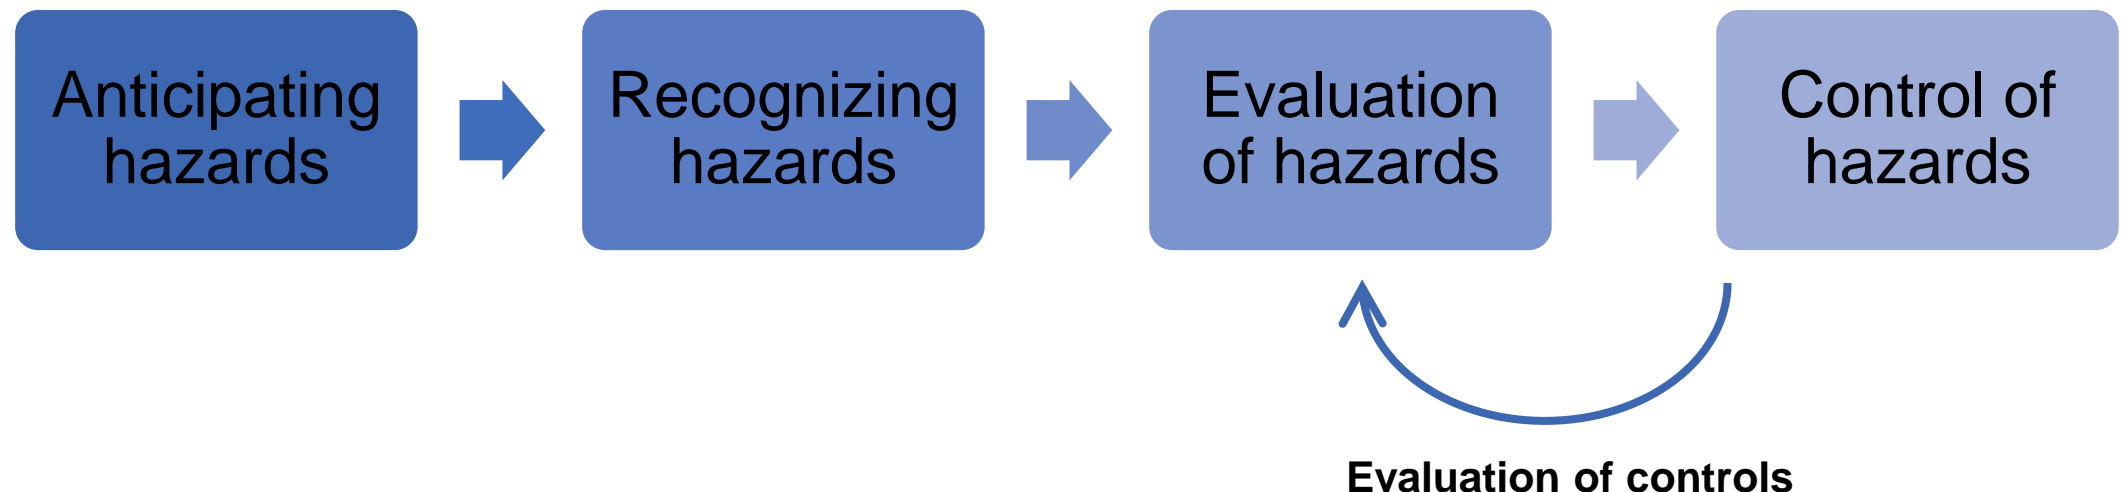 Anticipating
hazards
Recognizing
hazards
Evaluation
of hazards
Control of
hazards
Evaluation of controls